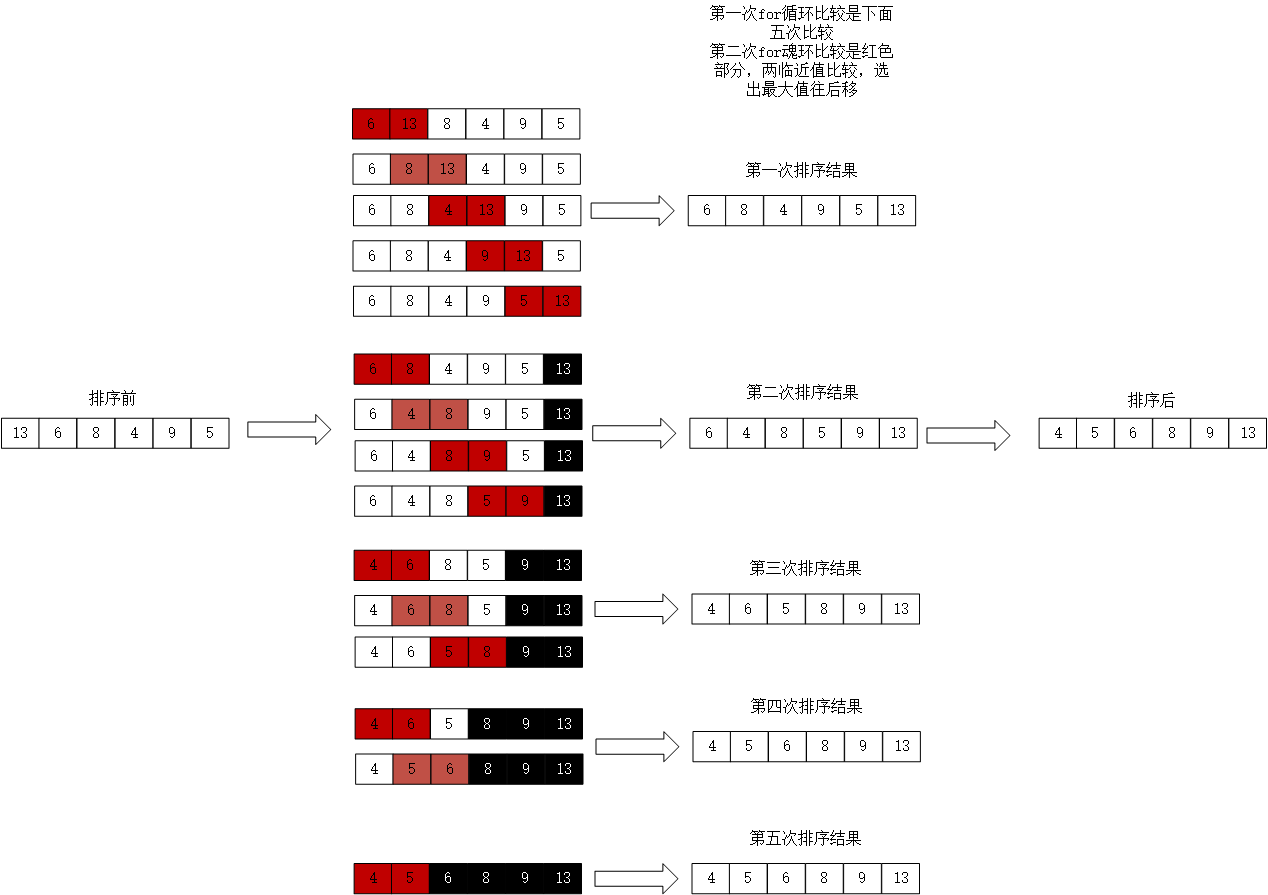 第一次for循环比较是下面
五次比较
第二次for魂环比较是红色
部分，两临近值比较，选
出最大值往后移
6 13 8 4 9 5
6 8 13 4 9 5
第一次排序结果
6 8 4 13 9 5
6 8 4 9 5 13
6 8 4 9 13 5
6 8 4 9 5 13
6 8 4 9 5 13
排序前
13 6 8 4 9 5
6 4 8 9 5 13
第二次排序结果
6 4 8 5 9 13
排序后
4 5 6 8 9 13
6 4 8 9 5 13
6 4 8 5 9 13
4 6 8 5 9 13
第三次排序结果
4 6 8 5 9 13
4 6 5 8 9 13
4 6 5 8 9 13
第四次排序结果
4 6 5 8 9 13
4 5 6 8 9 13
4 5 6 8 9 13
第五次排序结果
4 5 6 8 9 13
4 5 6 8 9 13